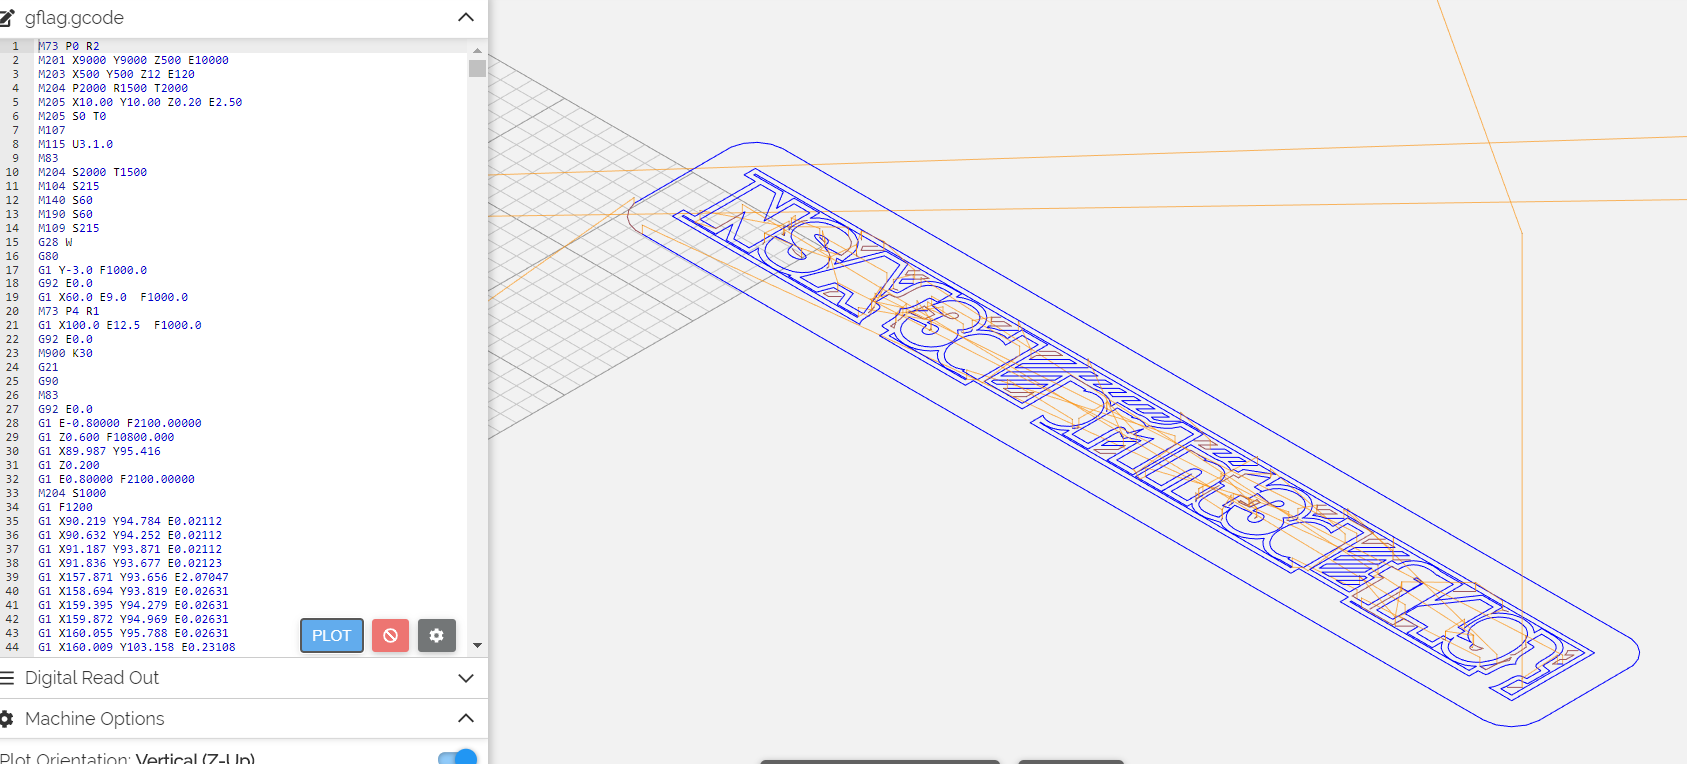 gflag.gcode
1 M73 P0 R2
2 M201 X9000 Y9000 Z500 E10000
3 M203 X500 Y500 Z12 E120
4 M204 P2000 R1500 T2000
5 M205 X10.00 Y10.00 Z0.20 E2.50
6 M205 S0 T0
7 M107
8 M115 U3.1.0
9 M83
10 M204 S2000 T1500
11 M104 S215
12 M140 S60
13 M190 S60
14 M109 S215
15 G28 W
16 G80
17 G1 Y-3.0 F1000.0
18 G92 E0.0
19 G1 X60.0 E9.0  F1000.0
20 M73 P4 R1
21 G1 X100.0 E12.5  F1000.0
22 G92 E0.0
23 M900 K30
24 G21
25 G90
26 M83
27 G92 E0.0
28 G1 E-0.80000 F2100.00000
29 G1 Z0.600 F10800.000
30 G1 X89.987 Y95.416
31 G1 Z0.200
32 G1 E0.80000 F2100.00000
33 M204 S1000
34 G1 F1200
35 G1 X90.219 Y94.784 E0.02112
36 G1 X90.632 Y94.252 E0.02112
37 G1 X91.187 Y93.871 E0.02112
38 G1 X91.836 Y93.677 E0.02123
39 G1 X157.871 Y93.656 E2.07047
40 G1 X158.694 Y93.819 E0.02631
41 G1 X159.395 Y94.279 E0.02631
42 G1 X159.872 Y94.969 E0.02631
43 G1 X160.055 Y95.788 E0.02631
44 G1 X160.009 Y103.158 E0.23108
PLOT
Digital Read Out
Machine Options
Plot Orientation: Vertical (Z-Up)